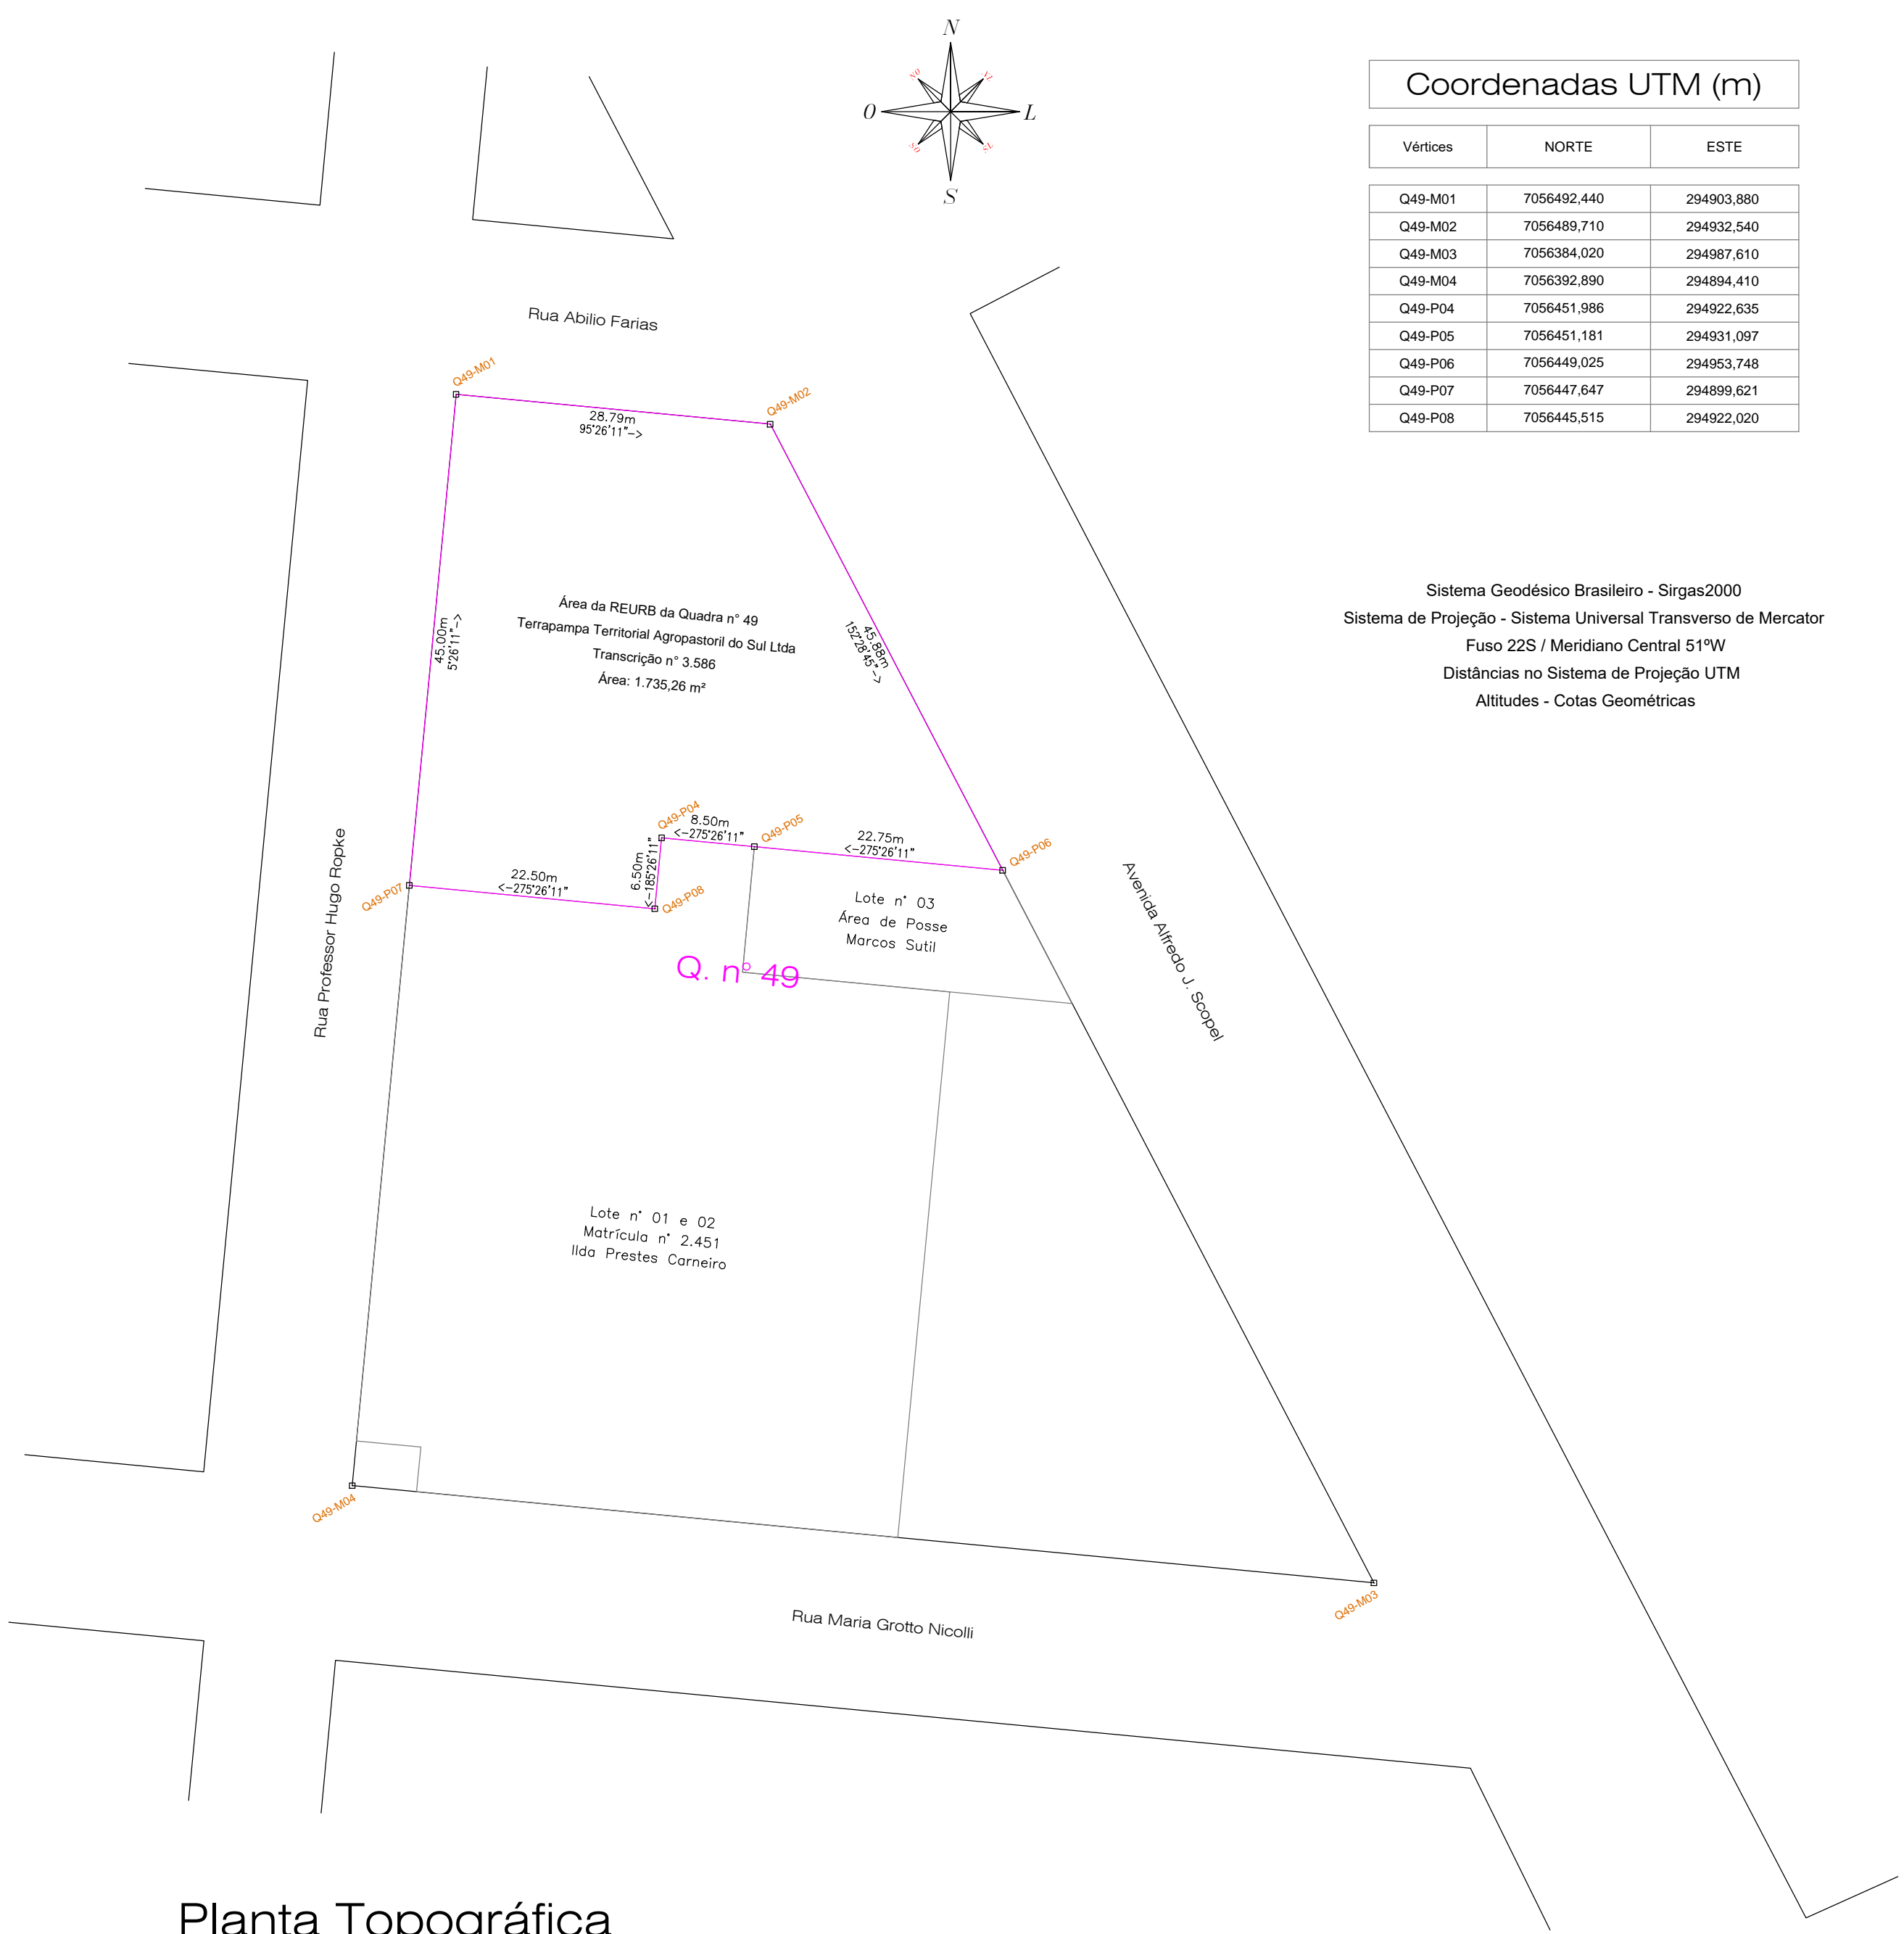 N
NO
NL
O
L
SO
SL
S
Coordenadas UTM (m)
Vértices NORTE ESTE
Q49-M01 7056492,440 294903,880
Q49-M02 7056489,710 294932,540
Q49-M03 7056384,020 294987,610
Q49-M04 7056392,890 294894,410
Q49-P04 7056451,986 294922,635
Q49-P05 7056451,181 294931,097
Q49-P06 7056449,025 294953,748
Q49-P07 7056447,647 294899,621
Q49-P08 7056445,515 294922,020
Sistema Geodésico Brasileiro - Sirgas2000
Sistema de Projeção - Sistema Universal Transverso de Mercator
Fuso 22S / Meridiano Central 51ºW
Distâncias no Sistema de Projeção UTM
Altitudes - Cotas Geométricas
Rua Abilio Farias
Q49-M01
Q49-M02
28.79m
95°26'11"->
45.00m
5°26'11"->
45.88m
152°28'45"->
Área da REURB da Quadra n° 49
Terrapampa Territorial Agropastoril do Sul Ltda
Transcrição n° 3.586
Área: 1.735,26 m²
Q49-P04
8.50m
<-275°26'11"
Q49-P05
22.75m
<-275°26'11"
Q49-P06
6.50m
<-185°26'11"
22.50m
<-275°26'11"
Q49-P07
Q49-P08
Lote n° 03
Área de Posse
Marcos Sutil
Q. n° 49
Rua Professor Hugo Ropke
Avenida Alfredo J. Scopel
Lote n° 01 e 02
Matrícula n° 2.451
Ilda Prestes Carneiro
Q49-M04
Q49-M03
Rua Maria Grotto Nicolli
Planta Topográfica